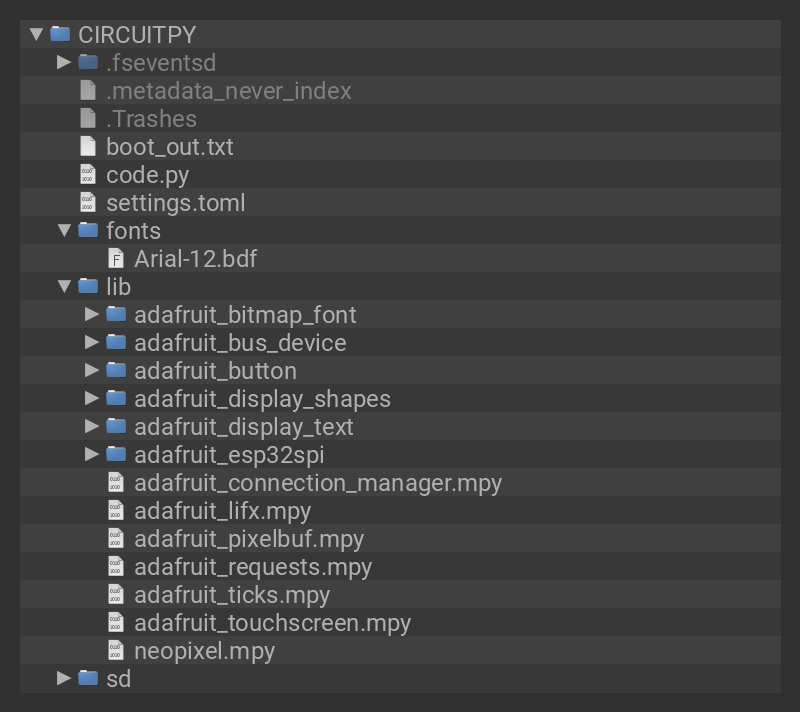 CIRCUITPY
.fseventsd
.metadata_never_index
.Trashes
boot_out.txt
code.py
settings.toml
fonts
Arial-12.bdf
lib
adafruit_bitmap_font
adafruit_bus_device
adafruit_button
adafruit_display_shapes
adafruit_display_text
adafruit_esp32spi
adafruit_connection_manager.mpy
adafruit_lifx.mpy
adafruit_pixelbuf.mpy
adafruit_requests.mpy
adafruit_ticks.mpy
adafruit_touchscreen.mpy
neopixel.mpy
sd